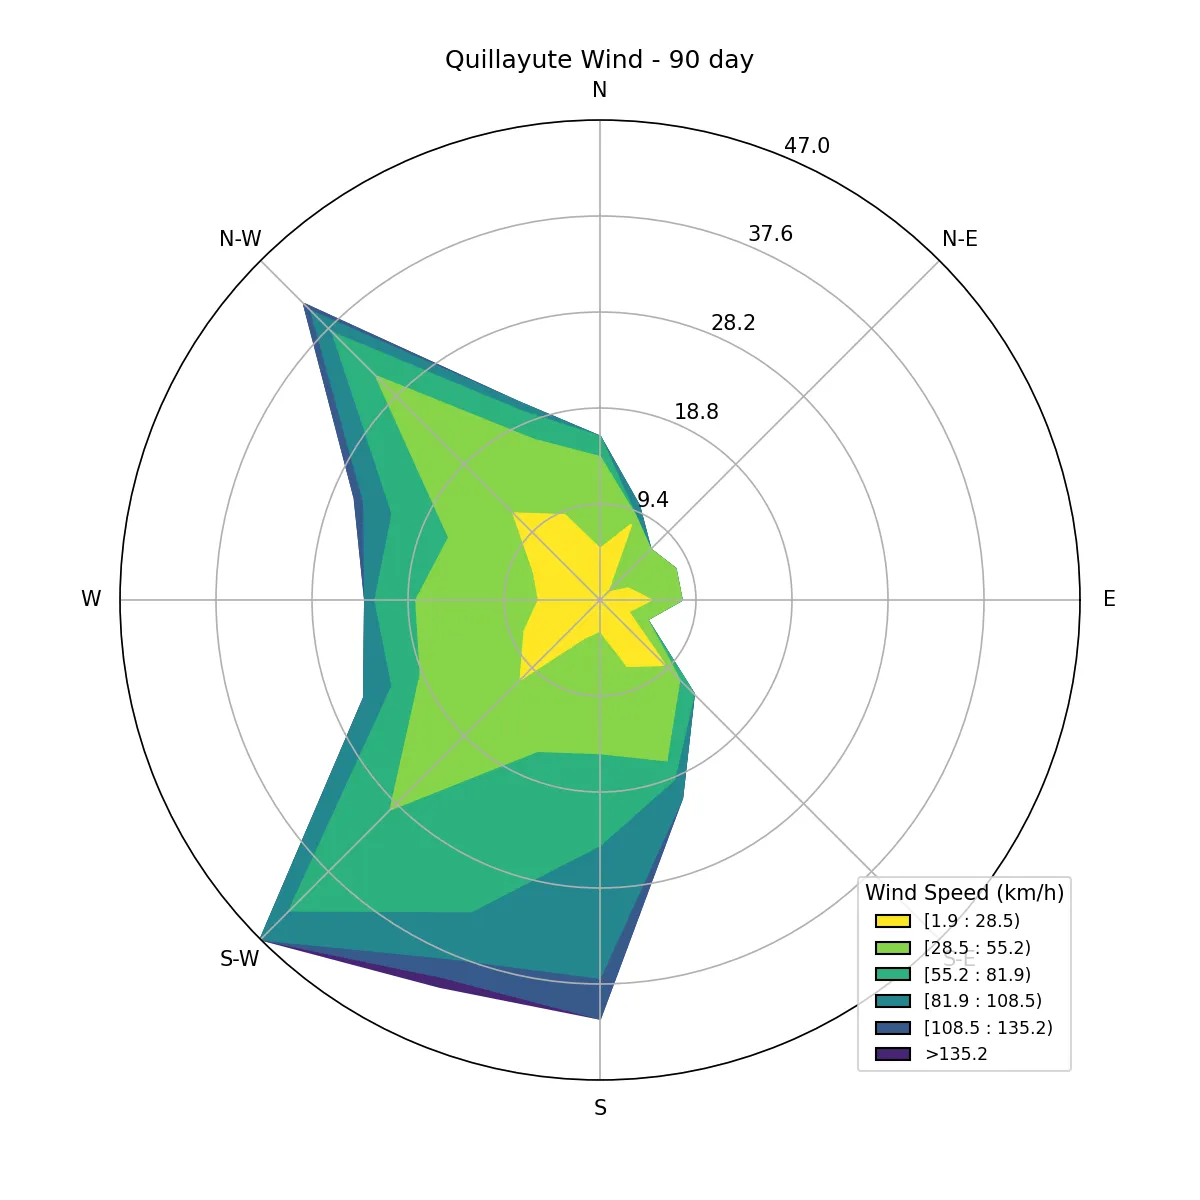 Quillayute Wind - 90 day
N
47.0
37.6
N-W
N-E
28.2
18.8
9.4
W
E
Wind Speed (km/h)
[1.9 : 28.5)
[28.5 : 55.2)
S-W
S-E
[55.2 : 81.9)
[81.9 : 108.5)
[108.5 : 135.2)
>135.2
S